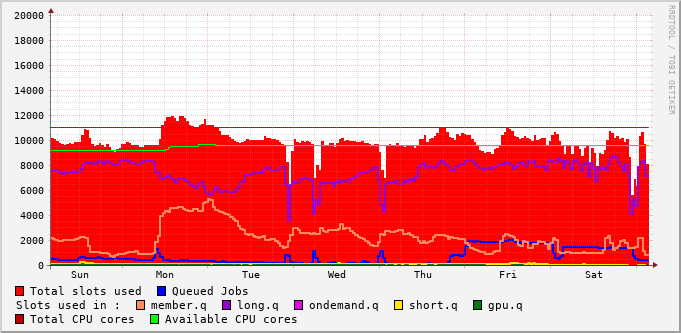 20000
18000
16000
14000
12000
10000
8000
6000
4000
2000
0
Sun Mon Tue Wed Thu Fri Sat
RRDTOOL / TOBI OETIKER
Total slots used Queued Jobs
Slots used in : member.q long.q ondemand.q short.q gpu.q
Total CPU cores Available CPU cores